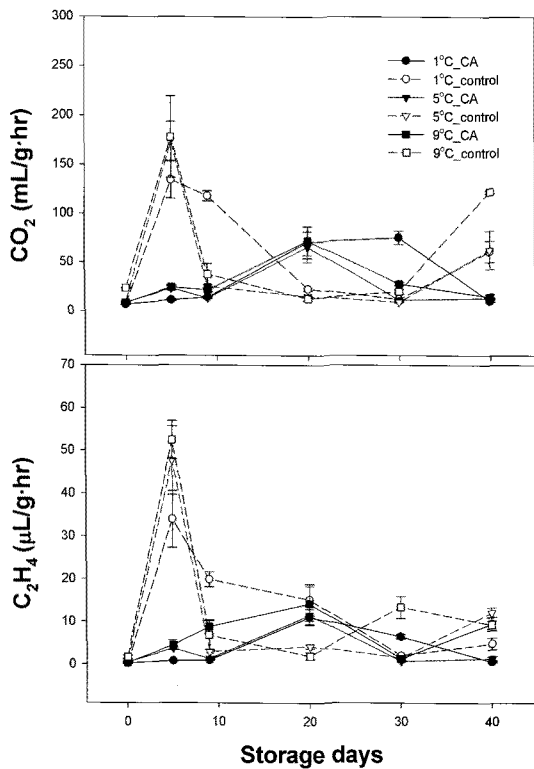 300
250
200
150
100
50
0
CO₂ (mL/g·hr)
1°C_CA
1°C_control
5°C_CA
5°C_control
9°C_CA
9°C_control
70
60
50
40
30
20
10
0
C₂H₄ (μL/g·hr)
0 10 20 30 40
Storage days